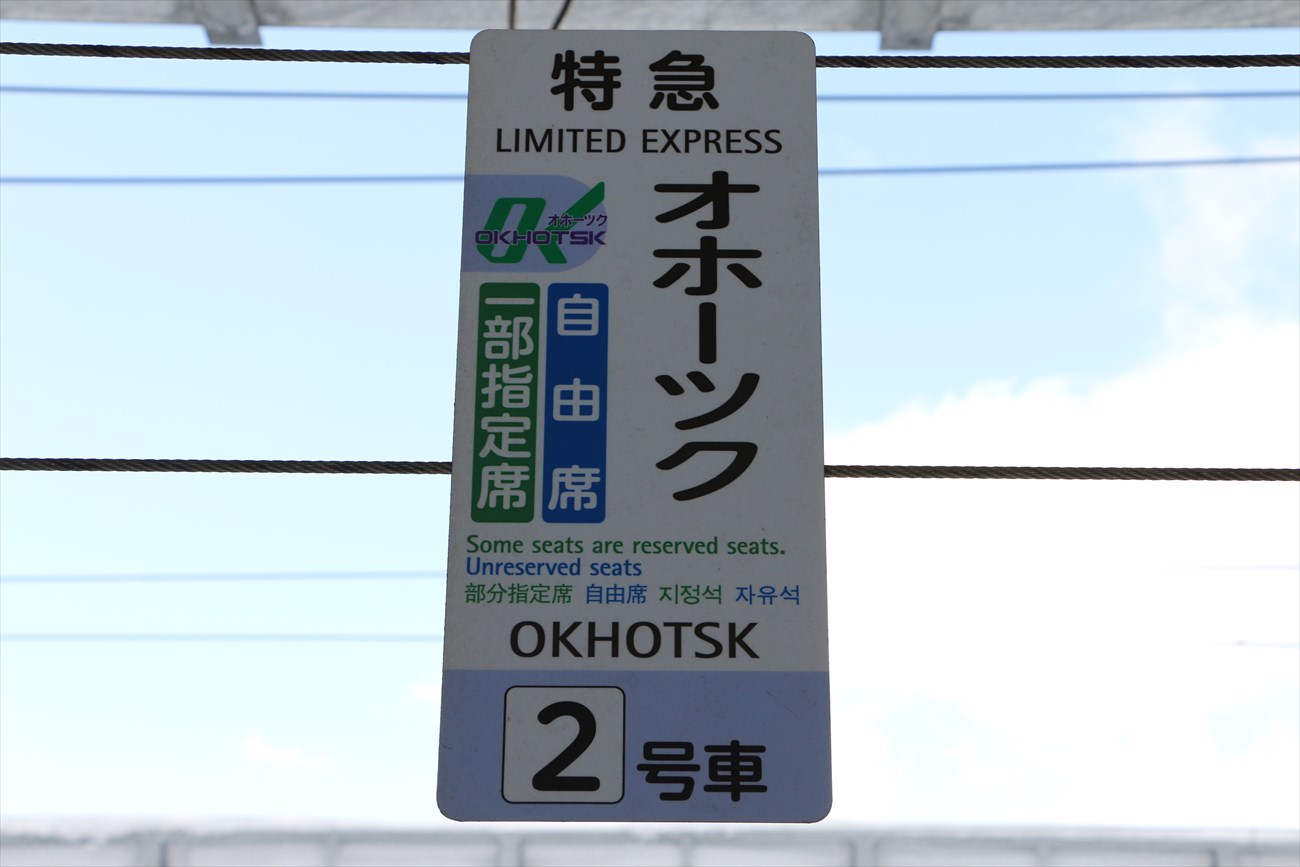 特急
LIMITED EXPRESS
オホーツク
オホーツク
OKHOTSK
一部指定席
自由席
Some seats are reserved seats.
Unreserved seats
部分指定席 自由席 지정석 자유석
OKHOTSK
2号車